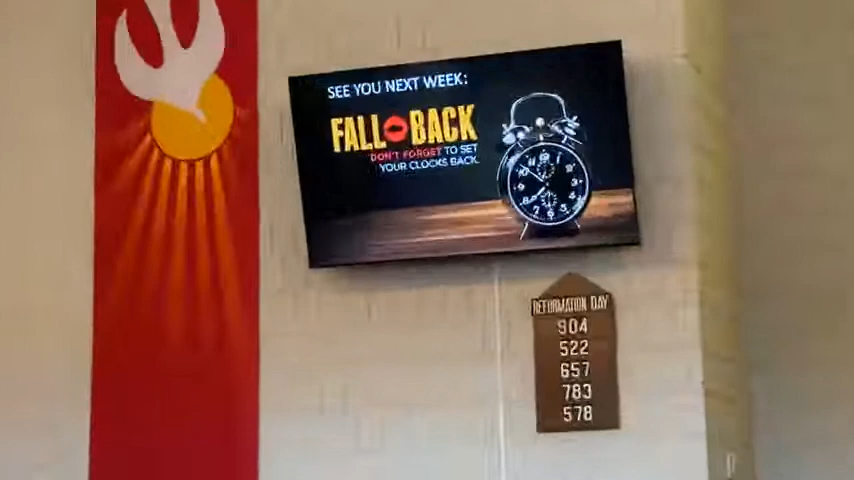 SEE YOU NEXT WEEK:
FALL BACK
DON'T FORGET TO SET
YOUR CLOCKS BACK.
REFORMATION DAY
904
522
657
783
578